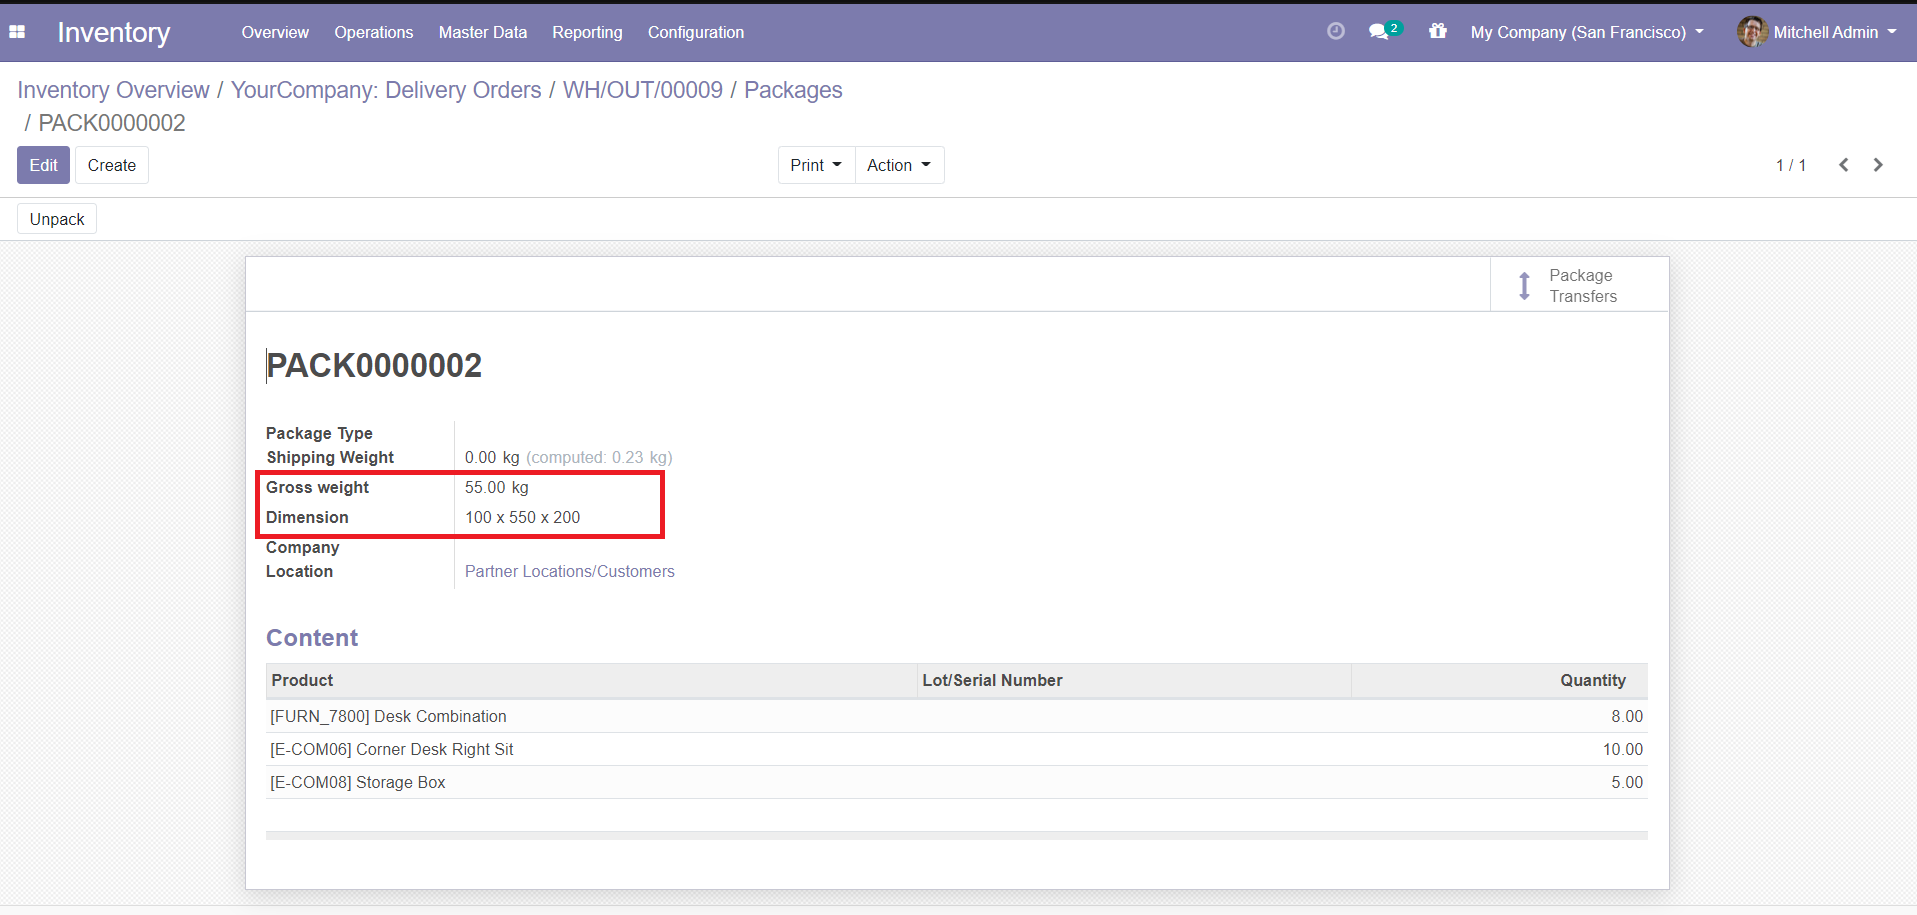 Inventory Overview Operations Master Data Reporting Configuration 2 My Company (San Francisco) Mitchell Admin
Inventory Overview / YourCompany: Delivery Orders / WH/OUT/00009 / Packages
/ PACK0000002
Edit Create Print Action 1 / 1
Unpack
Package
Transfers
PACK0000002
Package Type
Shipping Weight 0.00 kg (computed: 0.23 kg)
Gross weight 55.00 kg
Dimension 100 x 550 x 200
Company
Location Partner Locations/Customers
Content
Product Lot/Serial Number Quantity
[FURN_7800] Desk Combination 8.00
[E-COM06] Corner Desk Right Sit 10.00
[E-COM08] Storage Box 5.00